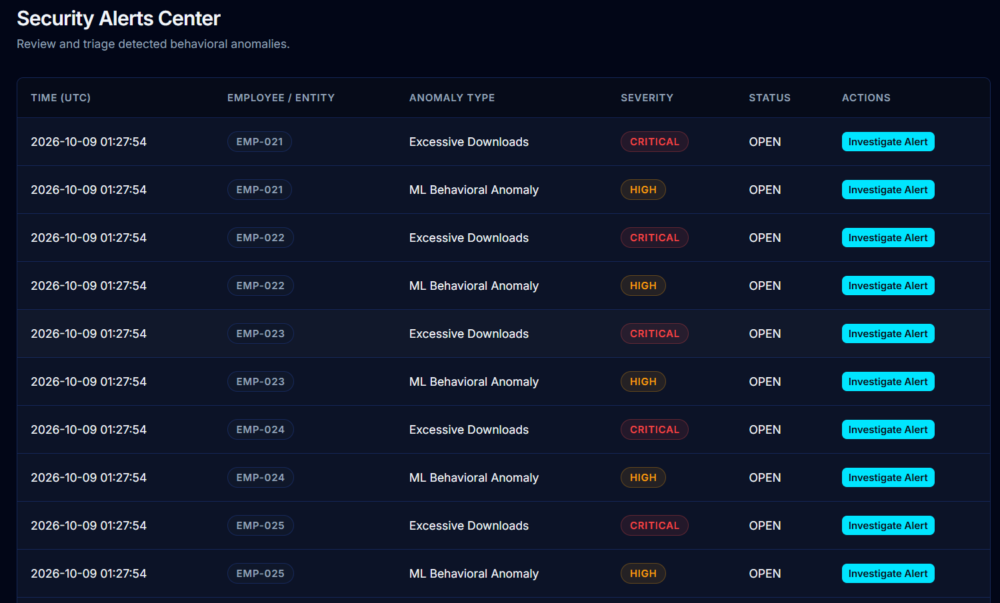 Security Alerts Center
Review and triage detected behavioral anomalies.
TIME (UTC) EMPLOYEE / ENTITY ANOMALY TYPE SEVERITY STATUS ACTIONS
2026-10-09 01:27:54 EMP-021 Excessive Downloads CRITICAL OPEN Investigate Alert
2026-10-09 01:27:54 EMP-021 ML Behavioral Anomaly HIGH OPEN Investigate Alert
2026-10-09 01:27:54 EMP-022 Excessive Downloads CRITICAL OPEN Investigate Alert
2026-10-09 01:27:54 EMP-022 ML Behavioral Anomaly HIGH OPEN Investigate Alert
2026-10-09 01:27:54 EMP-023 Excessive Downloads CRITICAL OPEN Investigate Alert
2026-10-09 01:27:54 EMP-023 ML Behavioral Anomaly HIGH OPEN Investigate Alert
2026-10-09 01:27:54 EMP-024 Excessive Downloads CRITICAL OPEN Investigate Alert
2026-10-09 01:27:54 EMP-024 ML Behavioral Anomaly HIGH OPEN Investigate Alert
2026-10-09 01:27:54 EMP-025 Excessive Downloads CRITICAL OPEN Investigate Alert
2026-10-09 01:27:54 EMP-025 ML Behavioral Anomaly HIGH OPEN Investigate Alert